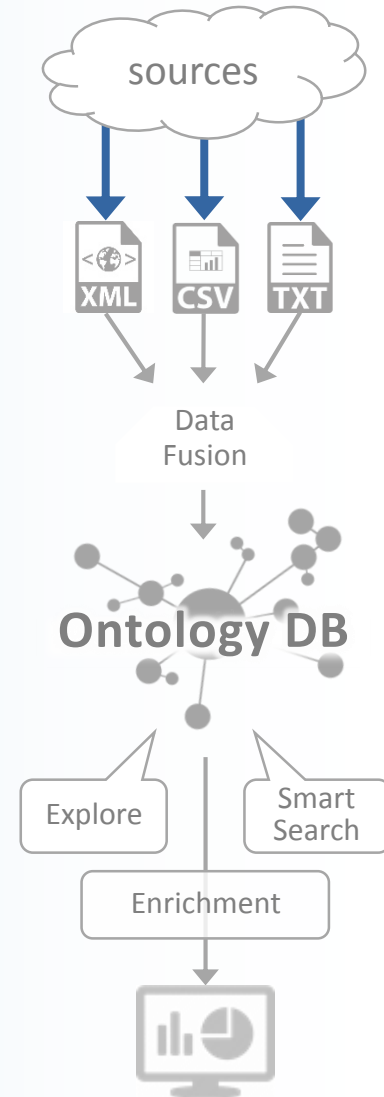 sources
XML CSV TXT
Data
Fusion
Ontology DB
Explore
Smart
Search
Enrichment